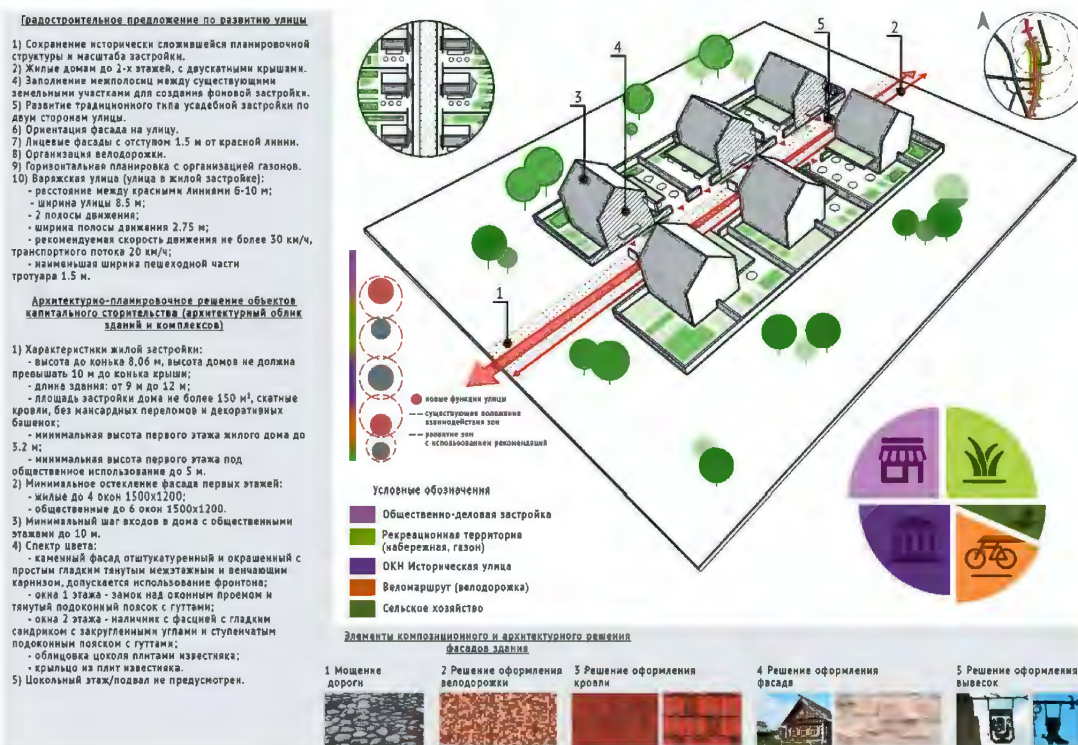 Градостроительное предложение по развитию улицы
1) Сохранение исторически сложившейся планировочной
структуры и масштаба застройки.
2) Жилые домам до 2-х этажей, с двускатными крышами.
4) Заполнение межполосиц между существующими
земельными участками для создания фоновой застройки.
5) Развитие традиционного типа усадебной застройки по
двум сторонам улицы.
6) Ориентация фасада на улицу.
7) Лицевые фасады с отступом 1.5 м от красной линии.
8) Организация велодорожки.
9) Горизонтальная планировка с организацией газонов.
10) Варяжская улица (улица в жилой застройке):
- расстояние между красными линиями 6-10 м;
- ширина улицы 8.5 м;
- 2 полосы движения;
- ширина полосы движения 2.75 м;
- рекомендуемая скорость движения не более 30 км/ч,
транспортного потока 20 км/ч;
- наименьшая ширина пешеходной части
тротуара 1.5 м.
Архитектурно-планировочное решение объектов
капитального сторительства (архитектурный облик
зданий и комплексов)
1) Характеристики жилой застройки:
- высота до конька 8,06 м, высота домов не должна
превышать 10 м до конька крыши;
- длина здания: от 9 м до 12 м;
- площадь застройки дома не более 150 м², скатные
кровли, без мансардных переломов и декоративных
башенок;
- минимальная высота первого этажа жилого дома до
3.2 м;
- минимальная высота первого этажа под
общественное использование до 5 м.
2) Минимальное остекление фасада первых этажей:
- жилые до 4 окон 1500х1200;
- общественные до 6 окон 1500х1200.
3) Минимальный шаг входов в дома с общественными
этажами до 10 м.
4) Спектр цвета:
- каменный фасад отштукатуренный и окрашенный с
простым гладким тянутым межэтажным и венчающим
карнизом, допускается использование фронтона;
- окна 1 этажа - замок над оконным проемом и
тянутый подоконный поясок с гуттами;
- окна 2 этажа - наличник с фасцией с гладким
сандриком с закругленными углами и ступенчатым
подоконным пояском с гуттами;
- облицовка цоколя плитами известняка;
- крыльцо из плит известняка.
5) Цокольный этаж/подвал не предусмотрен.
5
2
4
3
1
новые функции улицы
существующее положение
взаимодействия зон
развитие зон
с использованием рекомендаций
Условные обозначения
Общественно-деловая застройка
Рекреационная территория
(набережная, газон)
ОКН Историческая улица
Веломаршрут (велодорожка)
Сельское хозяйство
Элементы композиционного и архитектурного решения
фасадов здания
1 Мощение
дороги
2 Решение оформления
велодорожки
3 Решение оформления
кровли
4 Решение оформления
фасада
5 Решение оформления
вывесок